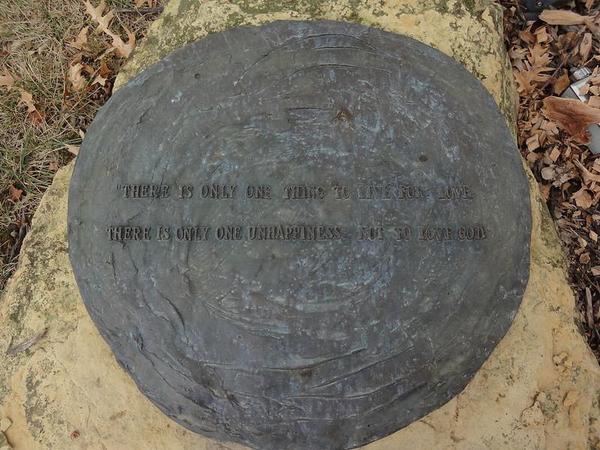 "THERE IS ONLY ONE THING TO LIVE FOR: LOVE.
THERE IS ONLY ONE UNHAPPINESS: NOT TO LOVE GOD.